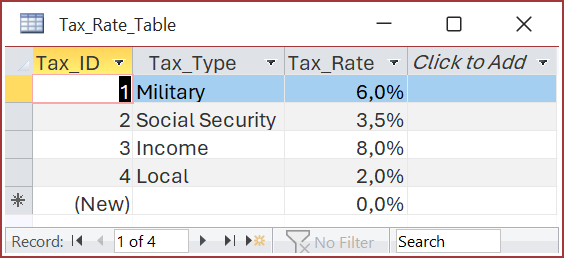 Tax_Rate_Table
Tax_ID Tax_Type Tax_Rate Click to Add
1 Military 6,0%
2 Social Security 3,5%
3 Income 8,0%
4 Local 2,0%
(New) 0,0%
Record: 1 of 4 No Filter Search